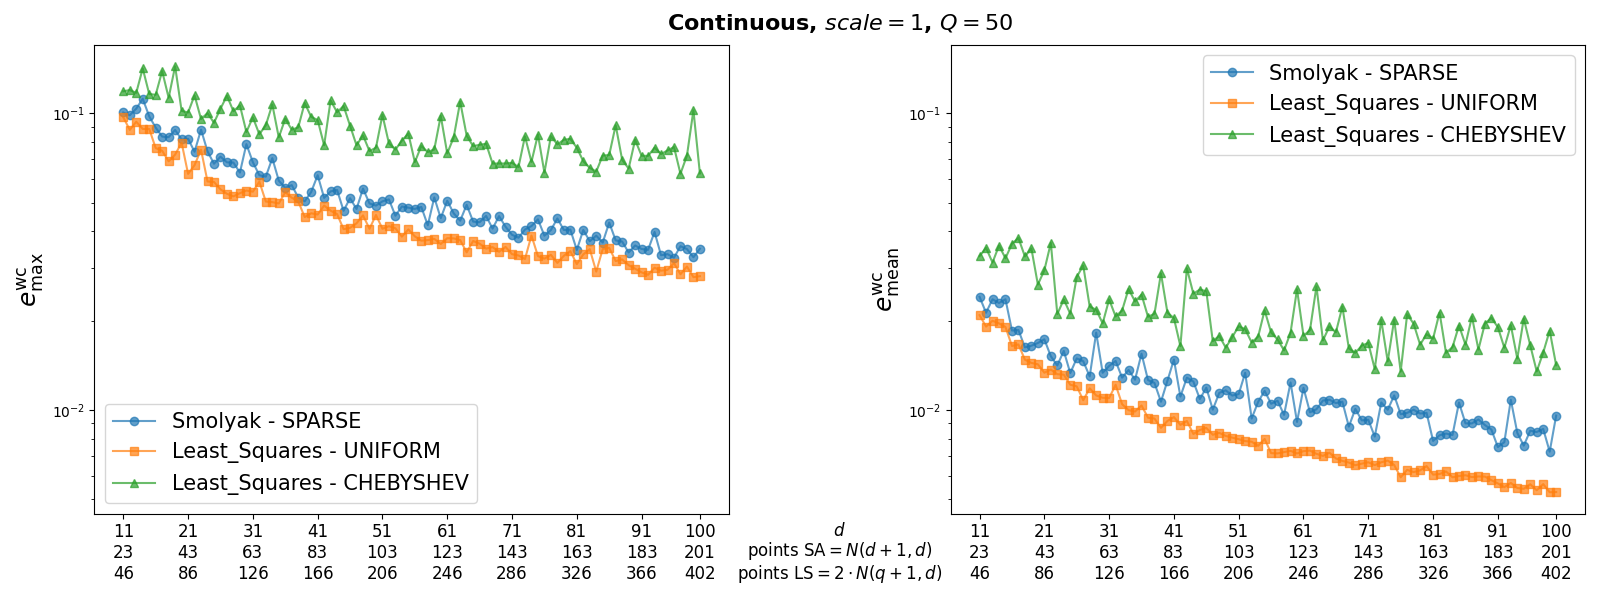 Continuous, scale = 1, Q = 50
e^wc_max
10^−1
10^−2
Smolyak - SPARSE
Least_Squares - UNIFORM
Least_Squares - CHEBYSHEV
11 21 31 41 51 61 71 81 91 100
23 43 63 83 103 123 143 163 183 201
46 86 126 166 206 246 286 326 366 402
d
points SA = N(d + 1, d)
points LS = 2 · N(q + 1, d)
e^wc_mean
10^−1
10^−2
Smolyak - SPARSE
Least_Squares - UNIFORM
Least_Squares - CHEBYSHEV
11 21 31 41 51 61 71 81 91 100
23 43 63 83 103 123 143 163 183 201
46 86 126 166 206 246 286 326 366 402